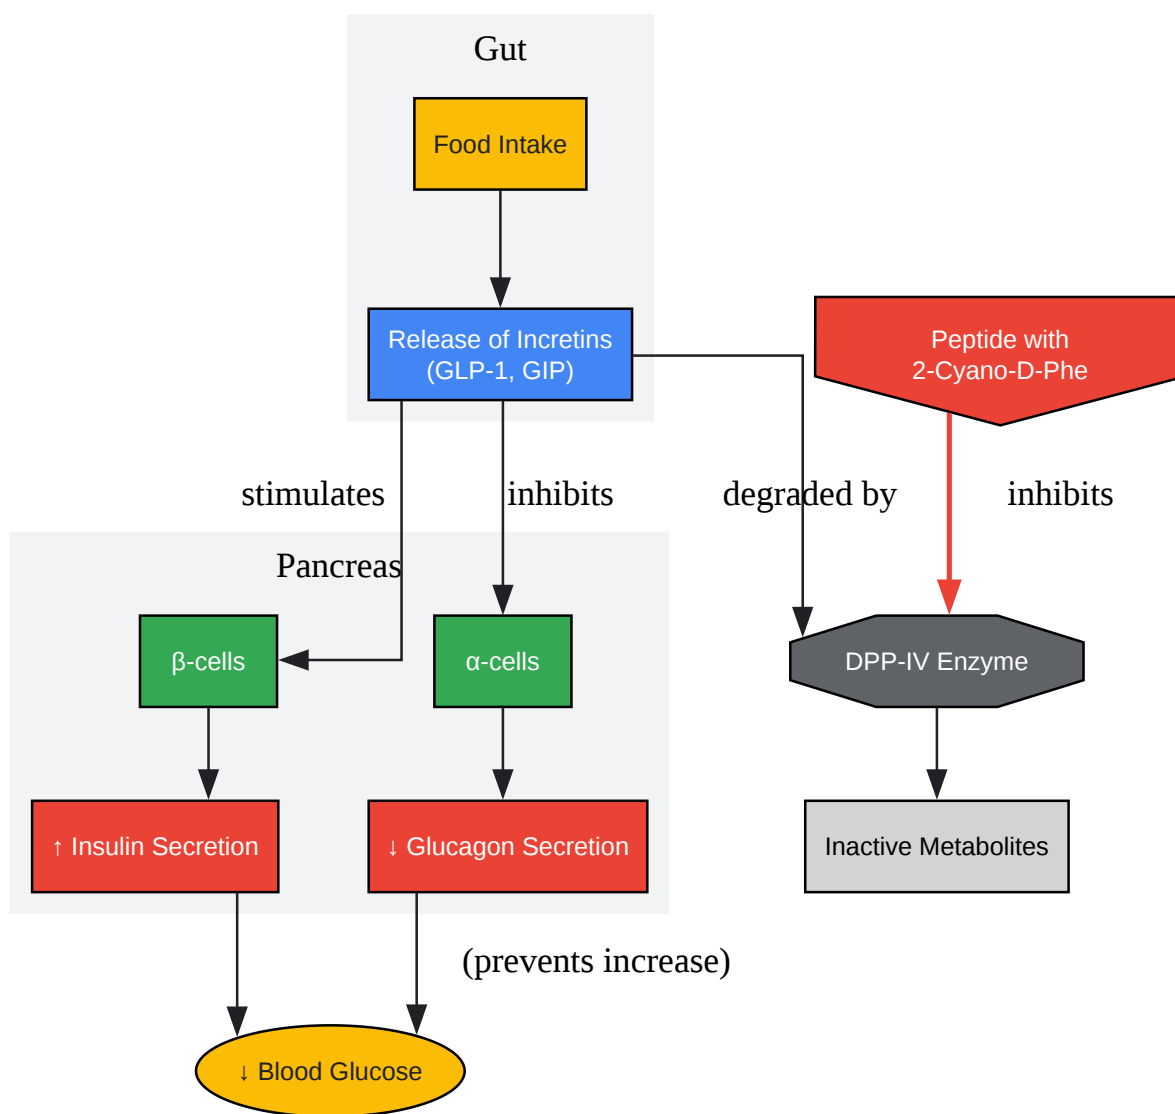 Gut
Food Intake
Release of Incretins
(GLP-1, GIP)
Peptide with
2-Cyano-D-Phe
stimulates
inhibits
degraded by
inhibits
Pancreas
β-cells
α-cells
DPP-IV Enzyme
↑ Insulin Secretion
↓ Glucagon Secretion
Inactive Metabolites
(prevents increase)
↓ Blood Glucose